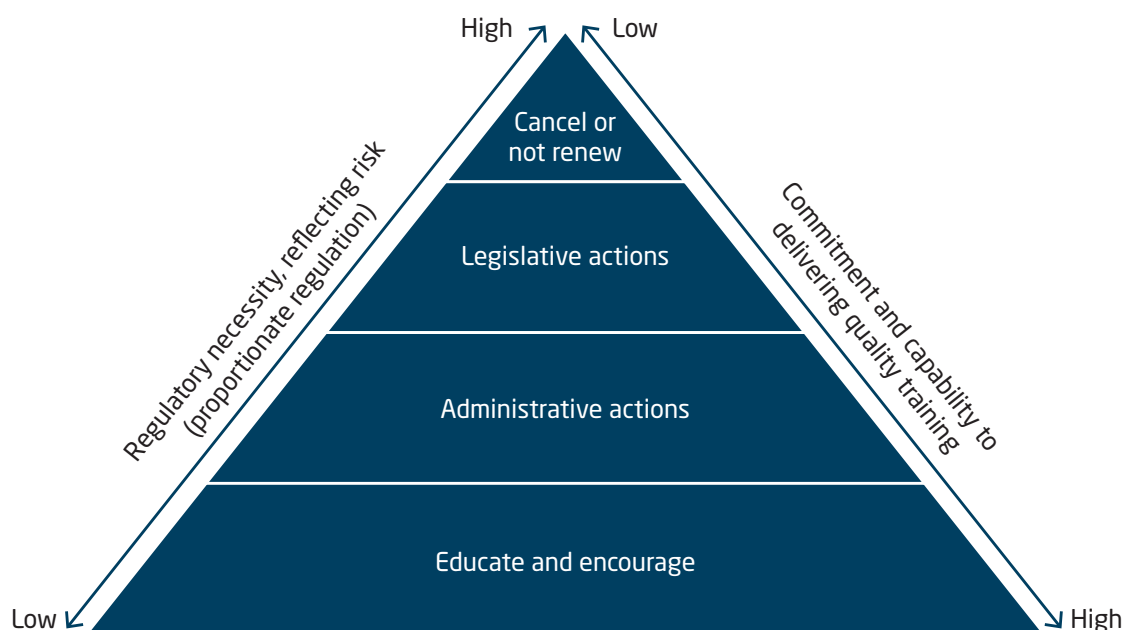 High
Low
Cancel or
not renew
Regulatory necessity, reflecting risk
(proportionate regulation)
Commitment and capability to
delivering quality training
Legislative actions
Administrative actions
Educate and encourage
Low
High